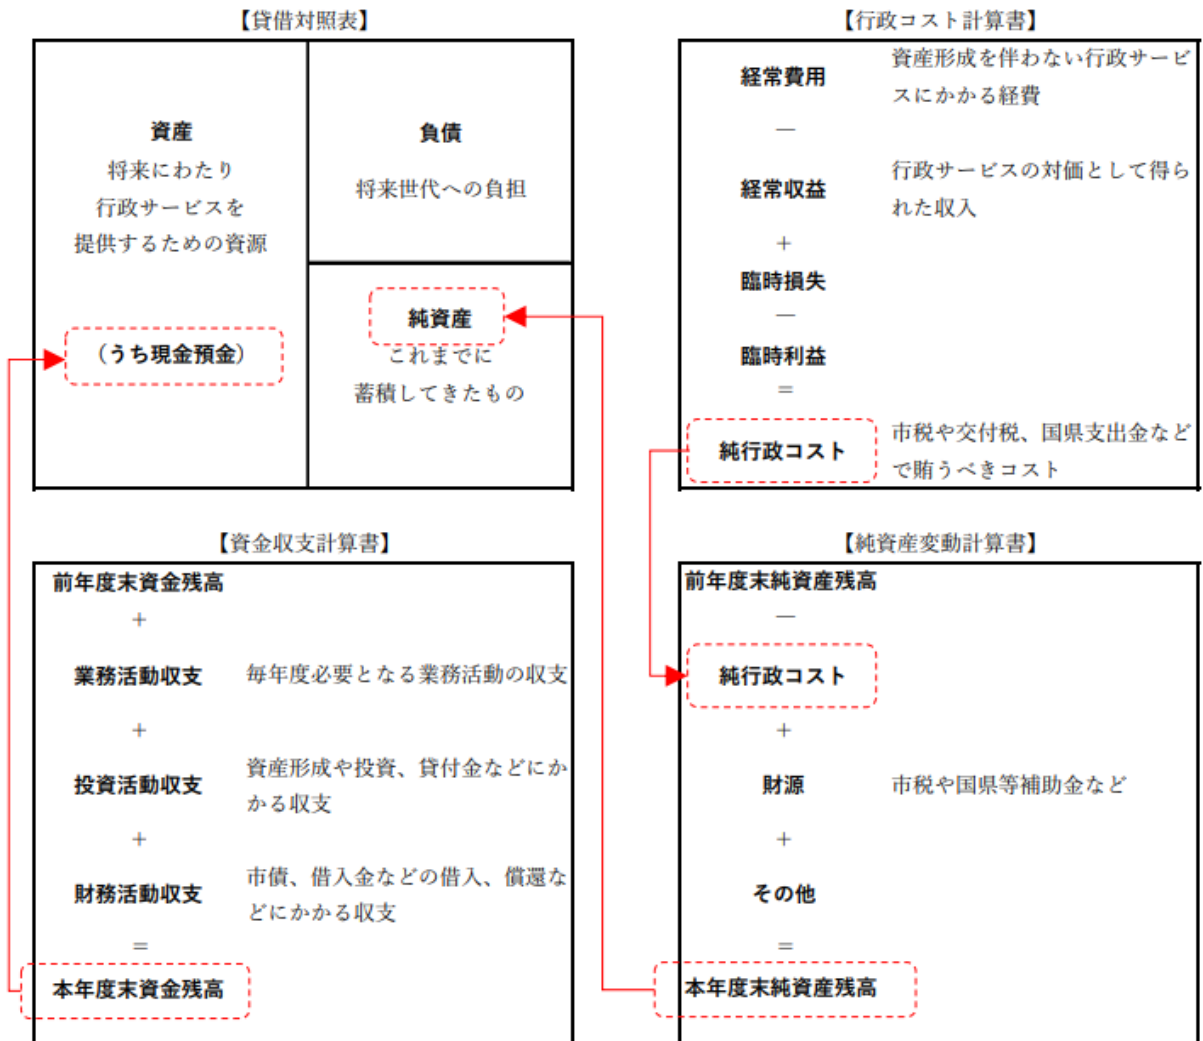 【貸借対照表】
資産
将来にわたり
行政サービスを
提供するための資源
(うち現金預金)
負債
将来世代への負担
純資産
これまでに
蓄積してきたもの
【行政コスト計算書】
経常費用
資産形成を伴わない行政サービ
スにかかる経費
―
経常収益
行政サービスの対価として得ら
れた収入
+
臨時損失
―
臨時利益
=
純行政コスト
市税や交付税、国県支出金など
で賄うべきコスト
【資金収支計算書】
前年度末資金残高
+
業務活動収支
毎年度必要となる業務活動の収支
+
投資活動収支
資産形成や投資、貸付金などにか
かる収支
+
財務活動収支
市債、借入金などの借入、償還な
どにかかる収支
=
本年度末資金残高
【純資産変動計算書】
前年度末純資産残高
―
純行政コスト
+
財源
市税や国県等補助金など
+
その他
=
本年度末純資産残高